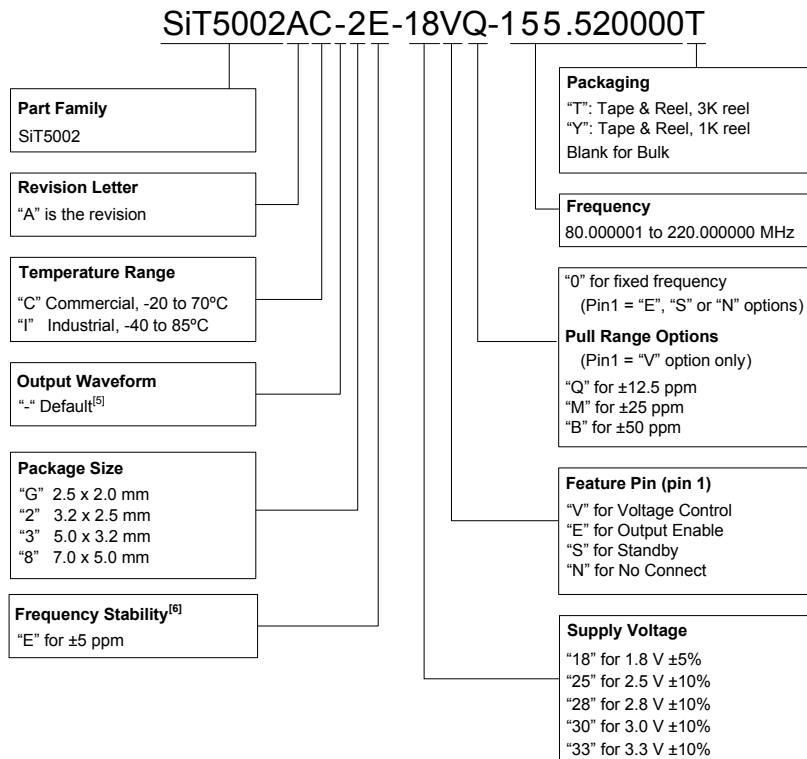 SiT5002AC-2E-18VQ-155.520000T
Part Family
SiT5002
Revision Letter
“A” is the revision
Temperature Range
“C” Commercial, -20 to 70ºC
“I” Industrial, -40 to 85ºC
Output Waveform
“-“ Default[5]
Package Size
“G” 2.5 x 2.0 mm
“2” 3.2 x 2.5 mm
“3” 5.0 x 3.2 mm
“8” 7.0 x 5.0 mm
Frequency Stability[6]
“E” for ±5 ppm
Packaging
“T”: Tape & Reel, 3K reel
“Y”: Tape & Reel, 1K reel
Blank for Bulk
Frequency
80.000001 to 220.000000 MHz
“0” for fixed frequency
(Pin1 = “E”, “S” or “N” options)
Pull Range Options
(Pin1 = “V” option only)
“Q” for ±12.5 ppm
“M” for ±25 ppm
“B” for ±50 ppm
Feature Pin (pin 1)
“V” for Voltage Control
“E” for Output Enable
“S” for Standby
“N” for No Connect
Supply Voltage
“18” for 1.8 V ±5%
“25” for 2.5 V ±10%
“28” for 2.8 V ±10%
“30” for 3.0 V ±10%
“33” for 3.3 V ±10%